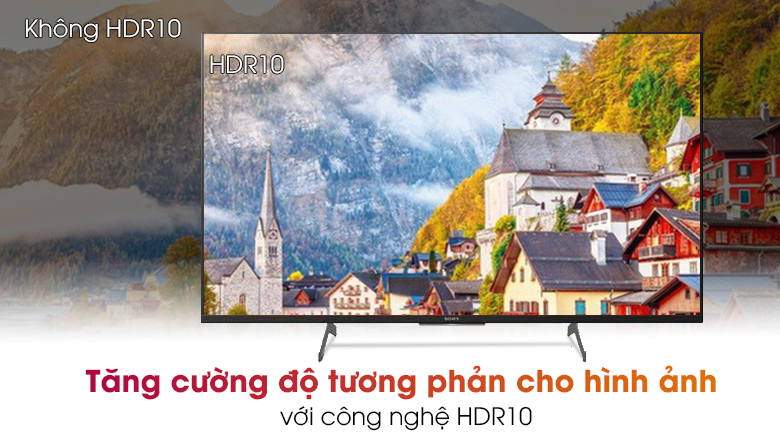 Không HDR10
HDR10
SONY
Tăng cường độ tương phản cho hình ảnh
với công nghệ HDR10